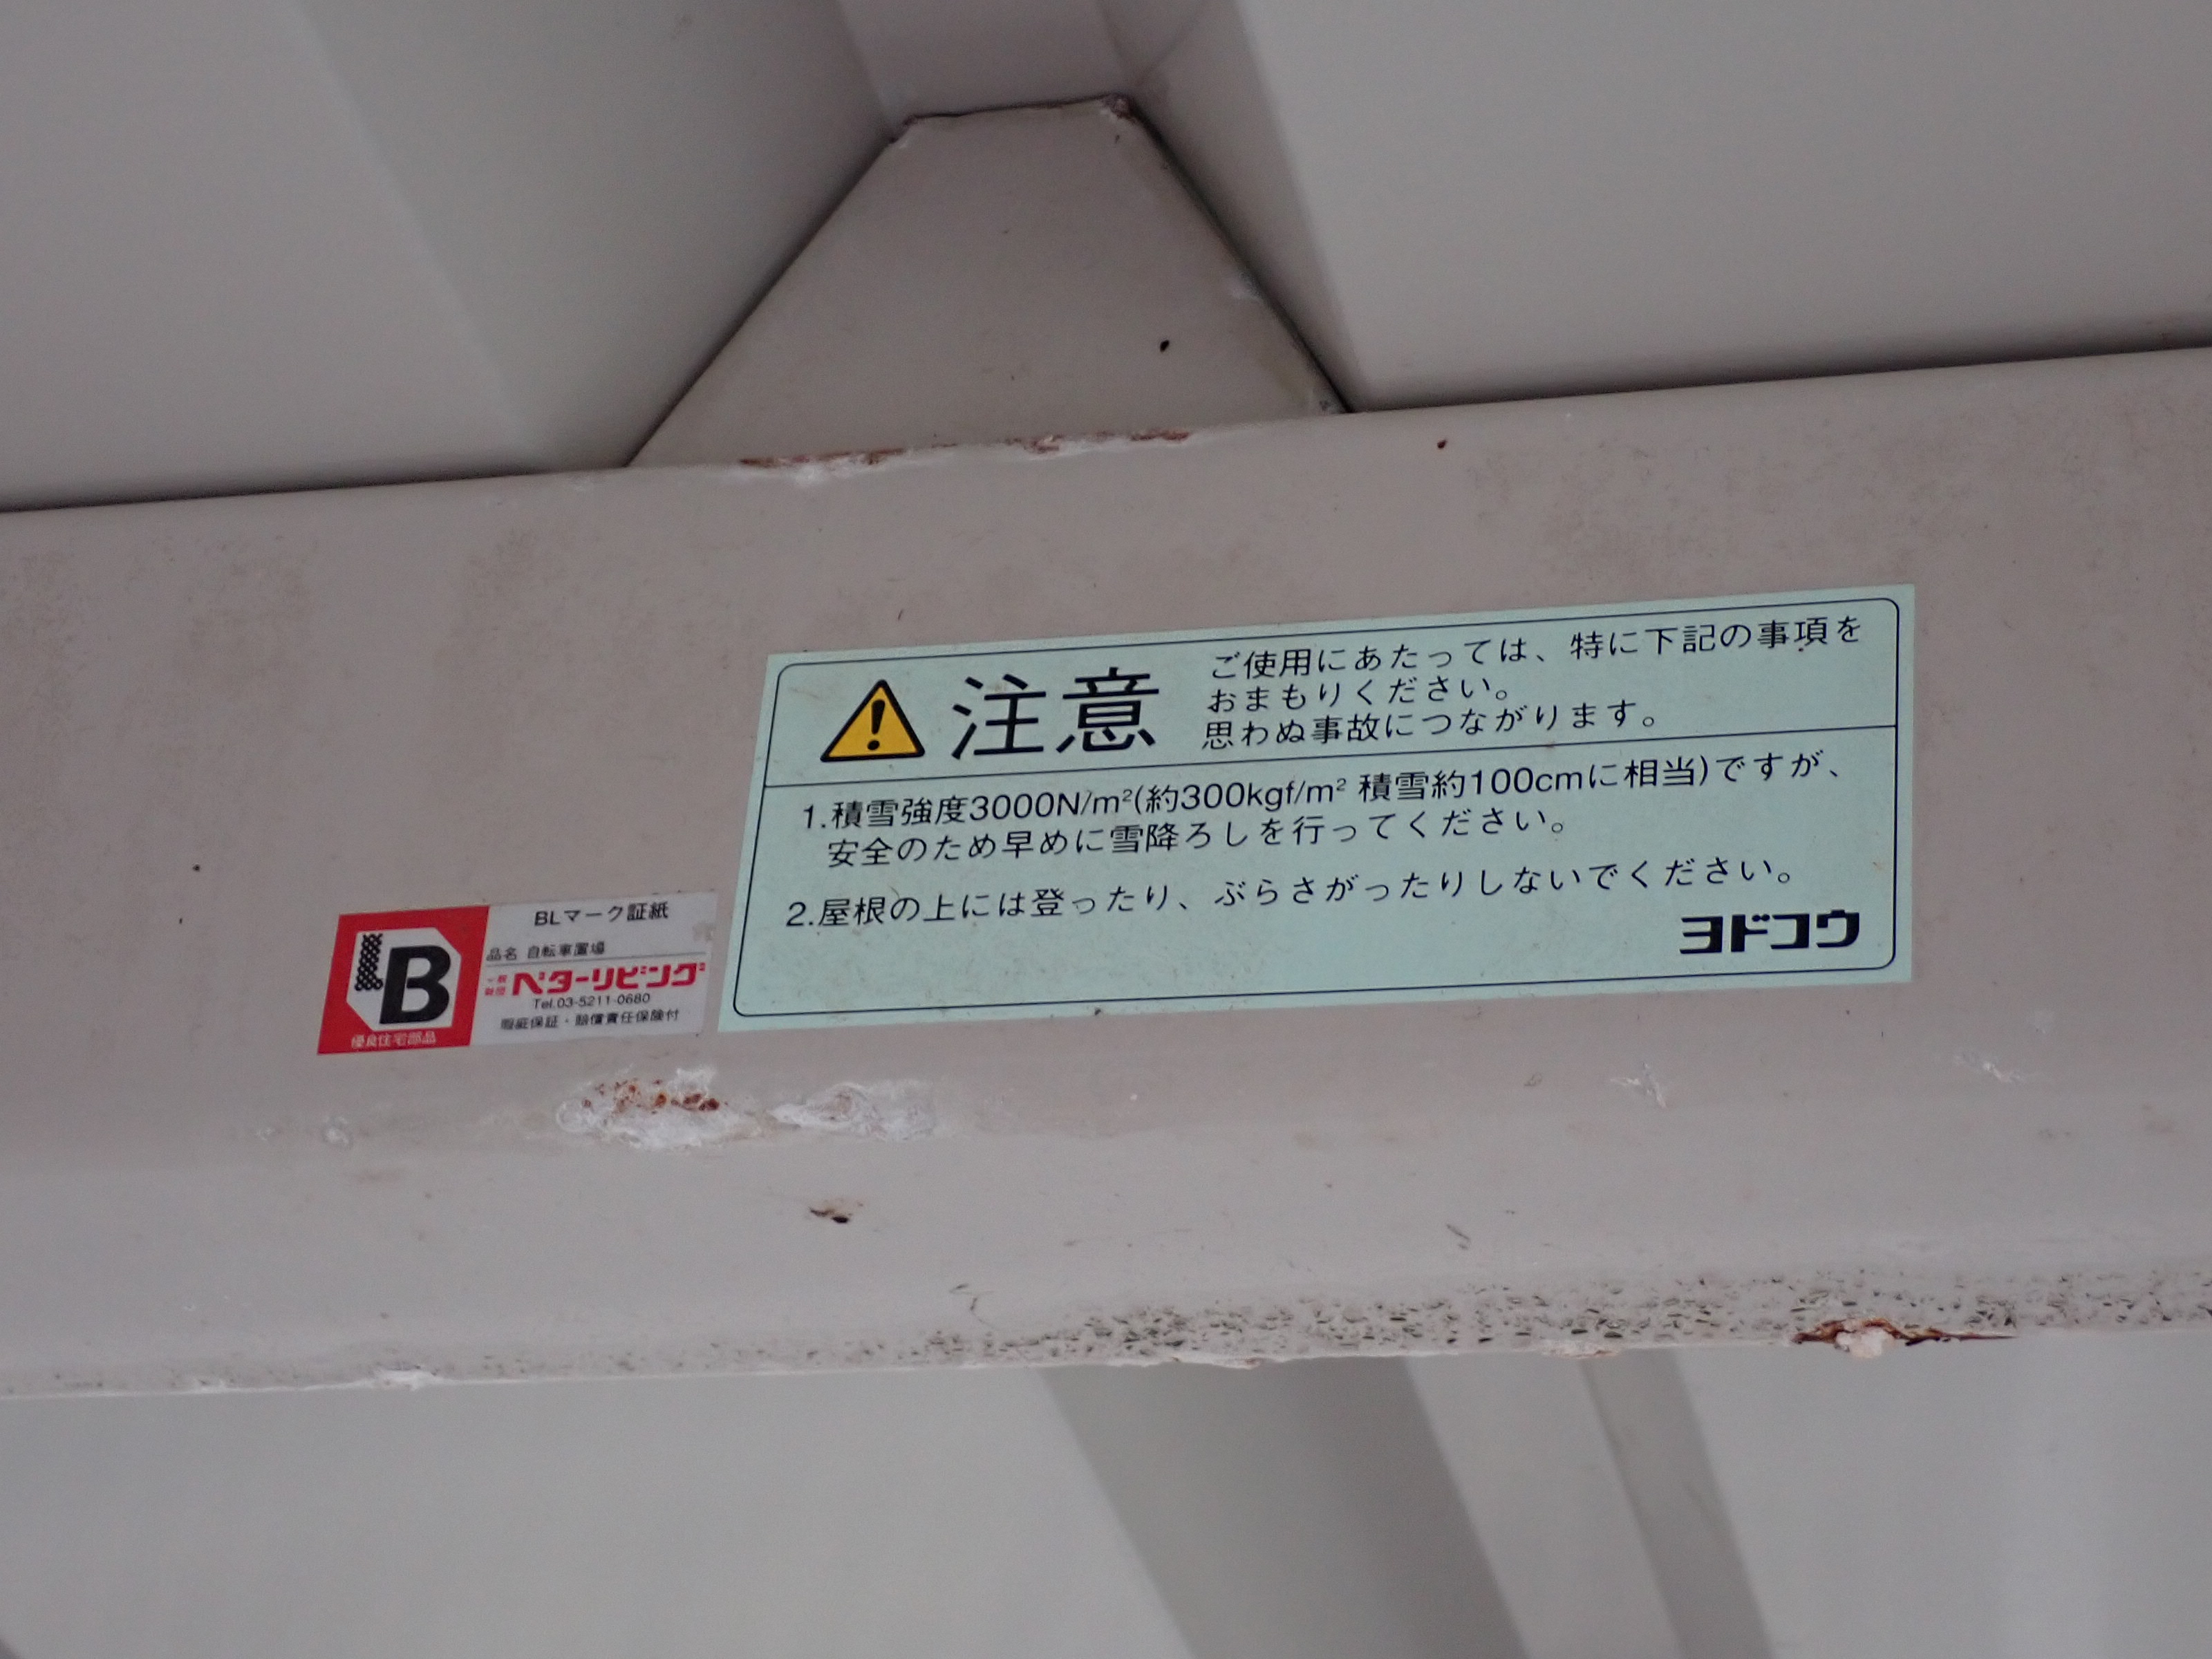 注意
ご使用にあたっては、特に下記の事項を
おまもりください。
思わぬ事故につながります。
1.積雪強度3000N/m²(約300kgf/m² 積雪約100cmに相当)ですが、
安全のため早めに雪降ろしを行ってください。
2.屋根の上には登ったり、ぶらさがったりしないでください。
ヨドコウ
BLマーク証紙
品名 自転車置場
一般財団 ベターリビング
Tel.03-5211-0680
瑕疵保証・賠償責任保険付
LB
優良住宅部品